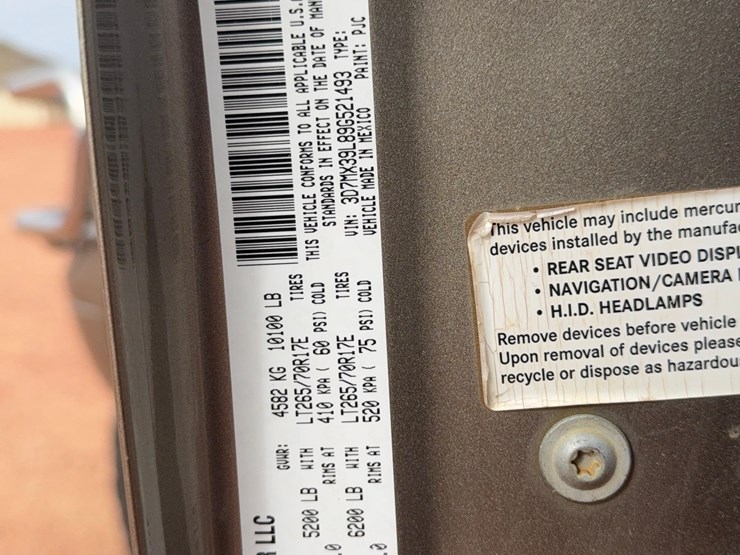 R LLC
GVWR: 4582 KG 10100 LB
5200 LB WITH LT265/70R17E TIRES
RIMS AT 410 KPA ( 60 PSI) COLD
6200 LB WITH LT265/70R17E TIRES
RIMS AT 520 KPA ( 75 PSI) COLD
THIS VEHICLE CONFORMS TO ALL APPLICABLE U.S.
STANDARDS IN EFFECT ON THE DATE OF MAN
VIN: 3D7MX39L89G521493 TYPE:
VEHICLE MADE IN MEXICO PAINT: PJC
This vehicle may include mercur
devices installed by the manufa
• REAR SEAT VIDEO DISPL
• NAVIGATION/CAMERA
• H.I.D. HEADLAMPS
Remove devices before vehicle
Upon removal of devices please
recycle or dispose as hazardou